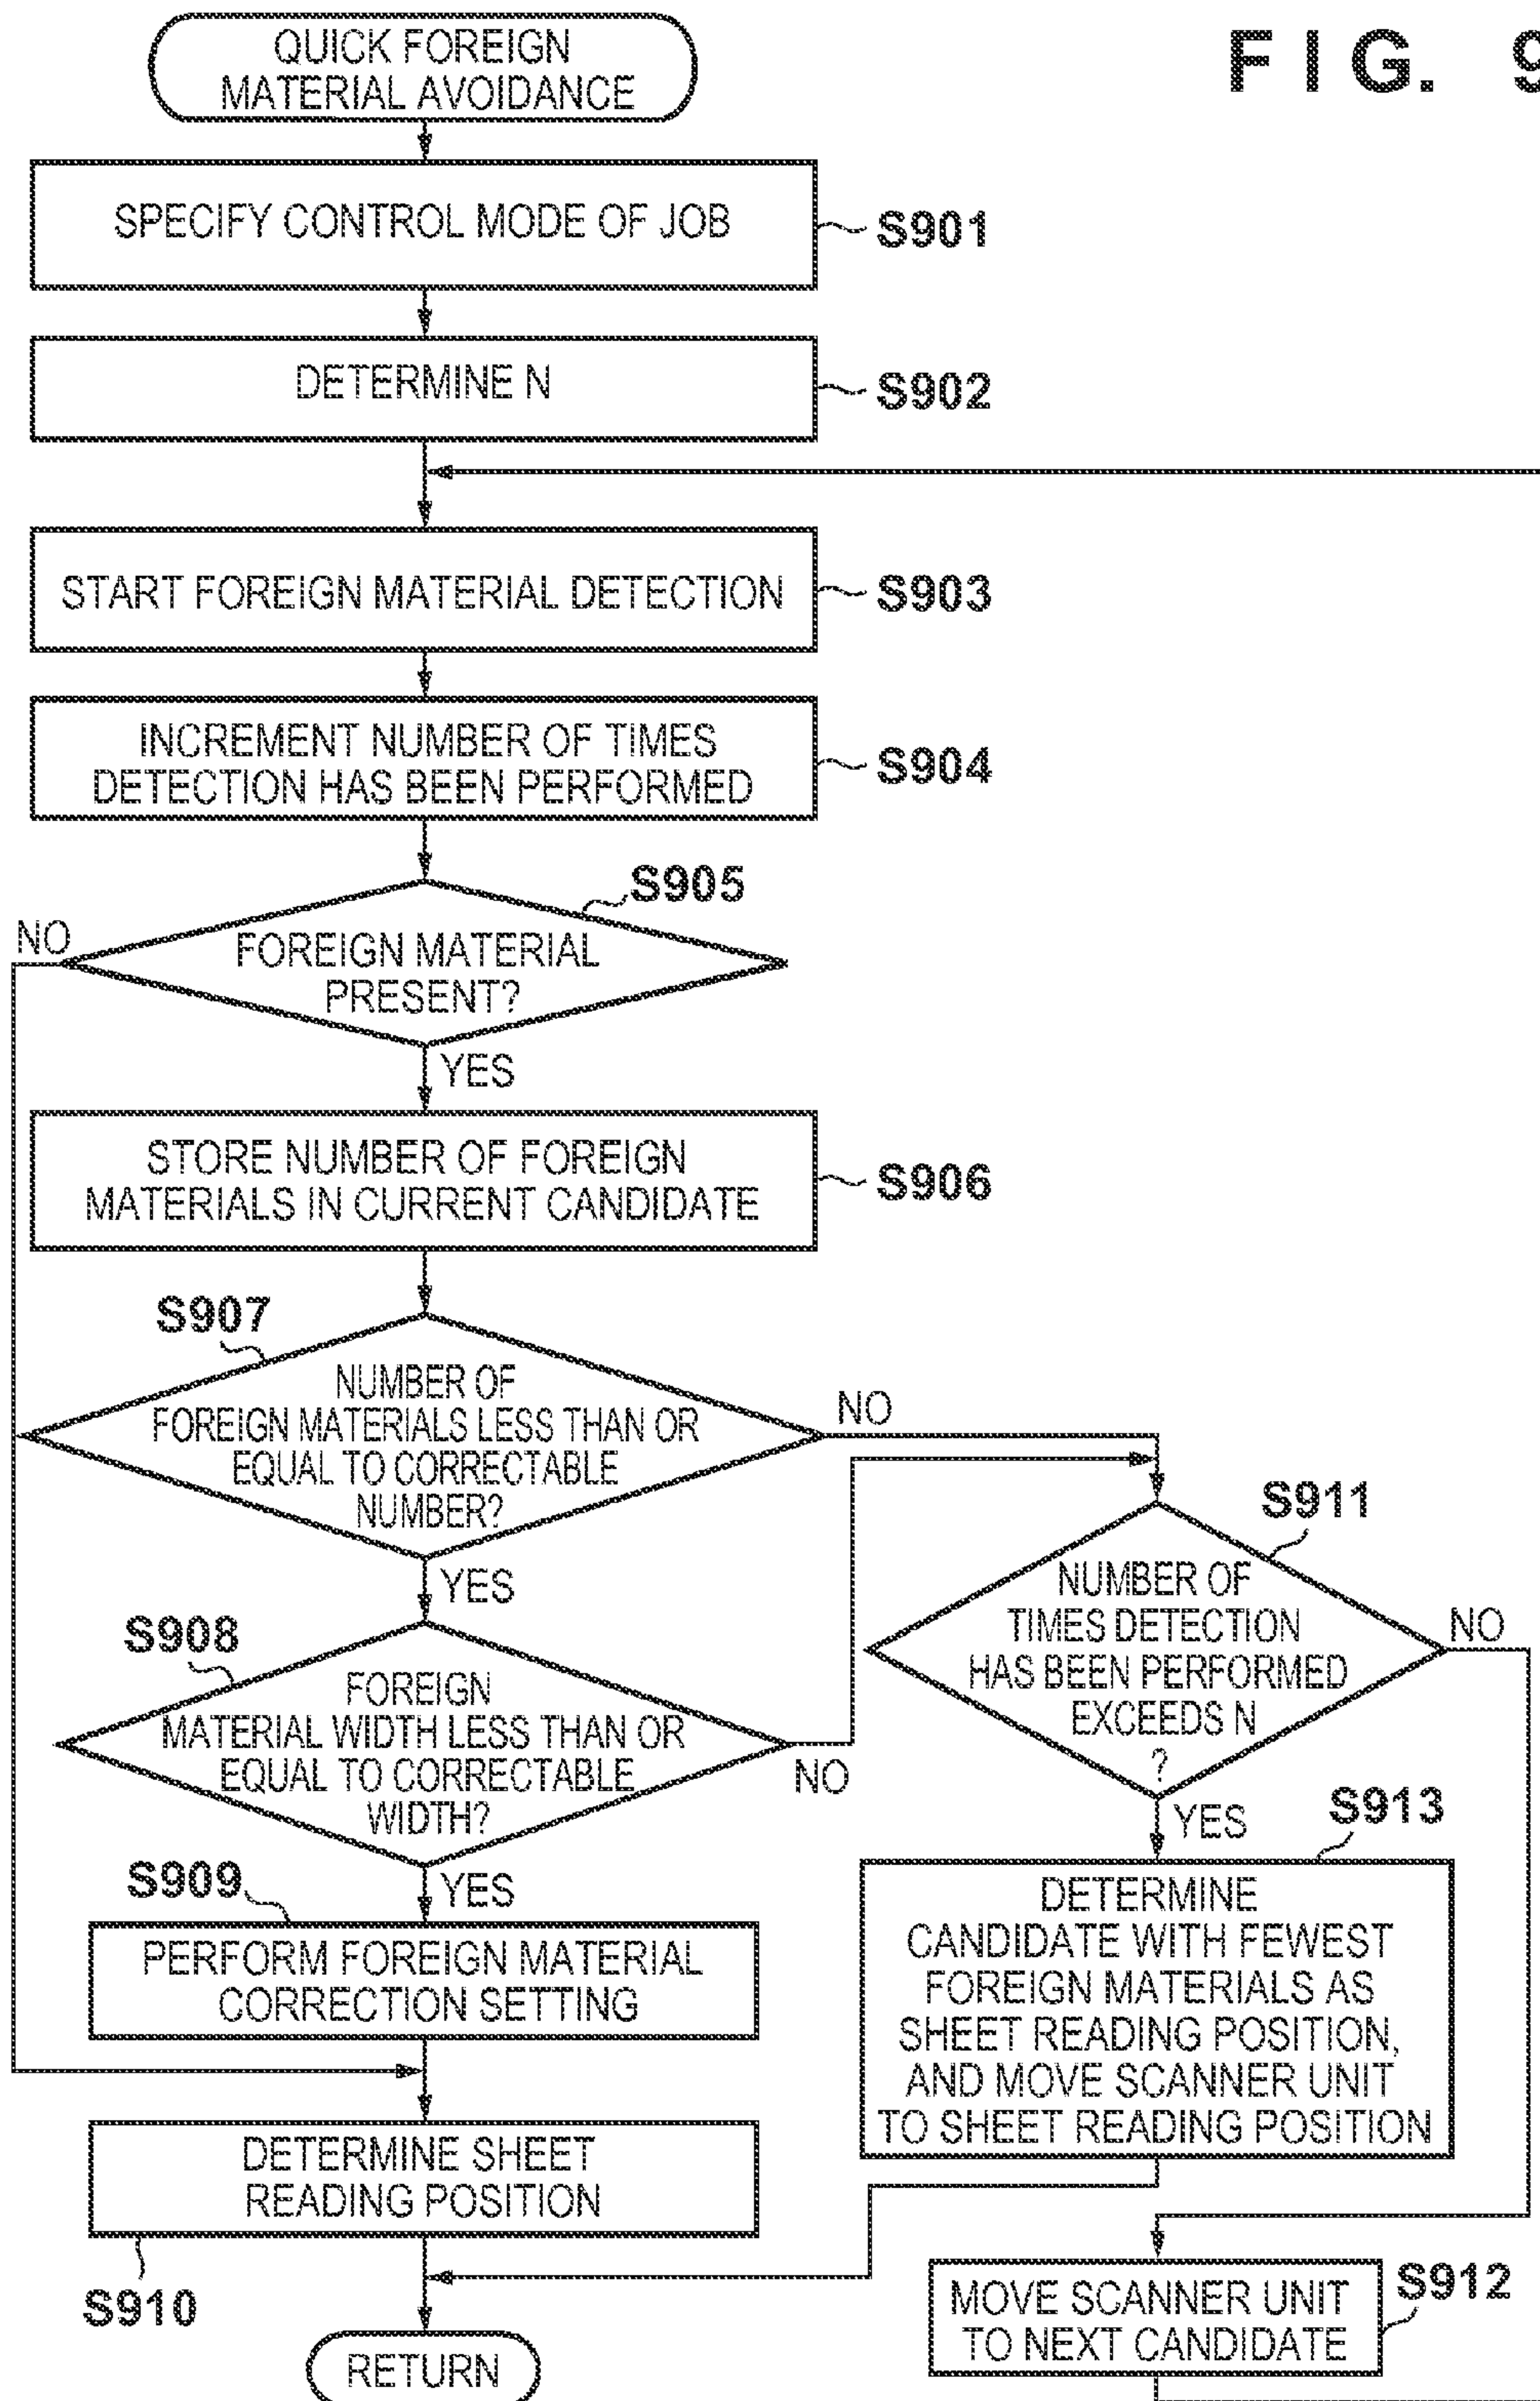 QUICK FOREIGN
MATERIAL AVOIDANCE
FIG. 9
SPECIFY CONTROL MODE OF JOB
S901
DETERMINE N
S902
START FOREIGN MATERIAL DETECTION
S903
INCREMENT NUMBER OF TIMES
DETECTION HAS BEEN PERFORMED
S904
S905
NO
FOREIGN MATERIAL
PRESENT?
YES
STORE NUMBER OF FOREIGN
MATERIALS IN CURRENT CANDIDATE
S906
S907
NUMBER OF
FOREIGN MATERIALS LESS THAN OR
EQUAL TO CORRECTABLE
NUMBER?
NO
YES
S908
FOREIGN
MATERIAL WIDTH LESS THAN OR
EQUAL TO CORRECTABLE
WIDTH?
NO
YES
S909
PERFORM FOREIGN MATERIAL
CORRECTION SETTING
DETERMINE SHEET
READING POSITION
S910
RETURN
S911
NUMBER OF
TIMES DETECTION
HAS BEEN PERFORMED
EXCEEDS N
?
NO
YES
S913
DETERMINE
CANDIDATE WITH FEWEST
FOREIGN MATERIALS AS
SHEET READING POSITION,
AND MOVE SCANNER UNIT
TO SHEET READING POSITION
MOVE SCANNER UNIT
TO NEXT CANDIDATE
S912